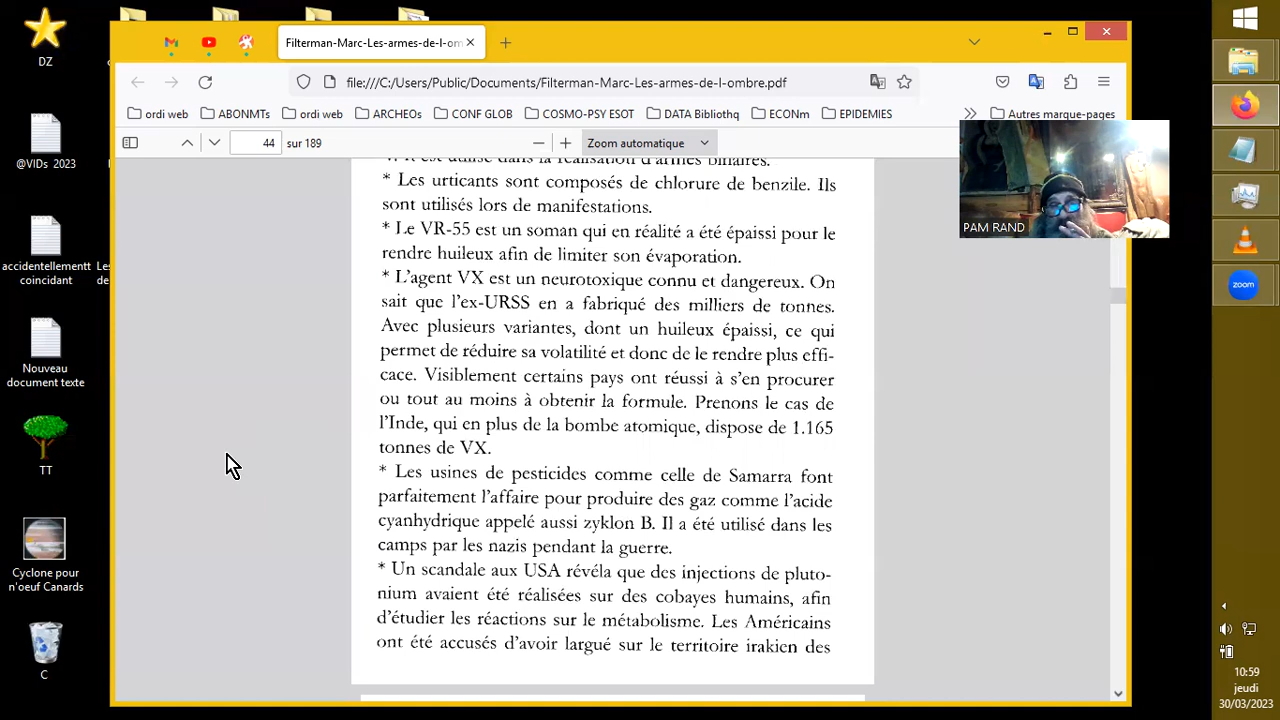 DZ
@VIDs 2023
accidentellementt
coincidant
Nouveau
document texte
TT
Cyclone pour
n'oeuf Canards
C
Filterman-Marc-Les-armes-de-l-om
file:///C:/Users/Public/Documents/Filterman-Marc-Les-armes-de-l-ombre.pdf
ordi web
ABONMTs
ordi web
ARCHEOs
CONF GLOB
COSMO-PSY ESOT
DATA Bibliothq
ECONm
EPIDEMIES
Autres marque-pages
44 sur 189
Zoom automatique
V. Il est utilisé dans la réalisation d'armes binaires.
* Les urticants sont composés de chlorure de benzile. Ils
sont utilisés lors de manifestations.
* Le VR-55 est un soman qui en réalité a été épaissi pour le
rendre huileux afin de limiter son évaporation.
* L'agent VX est un neurotoxique connu et dangereux. On
sait que l'ex-URSS en a fabriqué des milliers de tonnes.
Avec plusieurs variantes, dont un huileux épaissi, ce qui
permet de réduire sa volatilité et donc de le rendre plus effi-
cace. Visiblement certains pays ont réussi à s'en procurer
ou tout au moins à obtenir la formule. Prenons le cas de
l'Inde, qui en plus de la bombe atomique, dispose de 1.165
tonnes de VX.
* Les usines de pesticides comme celle de Samarra font
parfaitement l'affaire pour produire des gaz comme l'acide
cyanhydrique appelé aussi zyklon B. Il a été utilisé dans les
camps par les nazis pendant la guerre.
* Un scandale aux USA révéla que des injections de pluto-
nium avaient été réalisées sur des cobayes humains, afin
d'étudier les réactions sur le métabolisme. Les Américains
ont été accusés d'avoir largué sur le territoire irakien des
PAM RAND
zoom
10:59
jeudi
30/03/2023